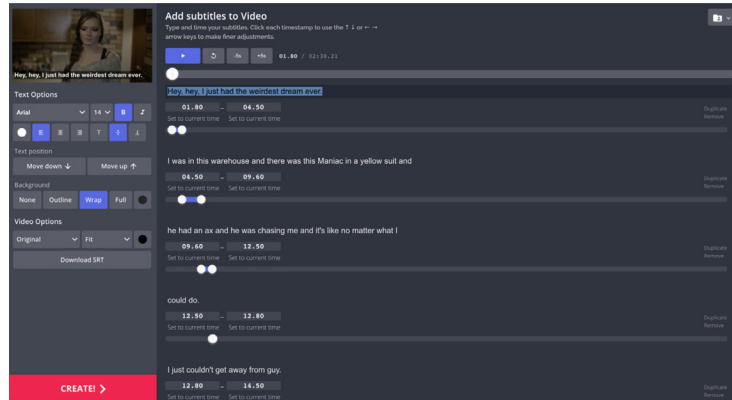 Hey, hey, I just had the weirdest dream ever.
Text Options
Arial
14
B
I
Text position
Move down ↓
Move up ↑
Background
None
Outline
Wrap
Full
Video Options
Original
Fit
Download SRT
CREATE! >
Add subtitles to Video
Type and time your subtitles. Click each timestamp to use the ↑ ↓ or ← →
arrow keys to make finer adjustments.
-5s
+5s
01.80 / 02:30.21
Hey, hey, I just had the weirdest dream ever.
01.80 – 04.50
Duplicate
Set to current time Set to current time
Remove
I was in this warehouse and there was this Maniac in a yellow suit and
04.50 – 09.60
Duplicate
Set to current time Set to current time
Remove
he had an ax and he was chasing me and it's like no matter what I
09.60 – 12.50
Duplicate
Set to current time Set to current time
Remove
could do.
12.50 – 12.80
Duplicate
Set to current time Set to current time
Remove
I just couldn't get away from guy.
12.80 – 14.50
Duplicate
Set to current time Set to current time
Remove